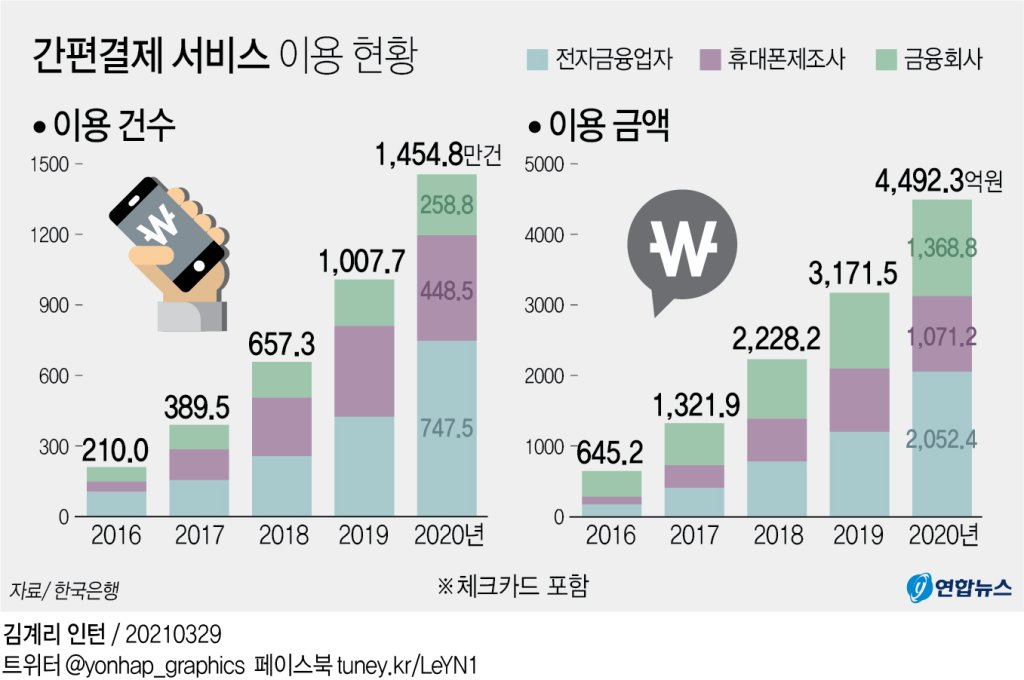 간편결제 서비스 이용 현황
전자금융업자 휴대폰제조사 금융회사
• 이용 건수
1500
1200
900
600
300
0
210.0
389.5
657.3
1,007.7
1,454.8만건
258.8
448.5
747.5
2016 2017 2018 2019 2020년
₩
• 이용 금액
5000
4000
3000
2000
1000
0
645.2
1,321.9
2,228.2
3,171.5
4,492.3억원
1,368.8
1,071.2
2,052.4
2016 2017 2018 2019 2020년
₩
자료/ 한국은행
※체크카드 포함
연합뉴스
김계리 인턴 / 20210329
트위터 @yonhap_graphics 페이스북 tuney.kr/LeYN1